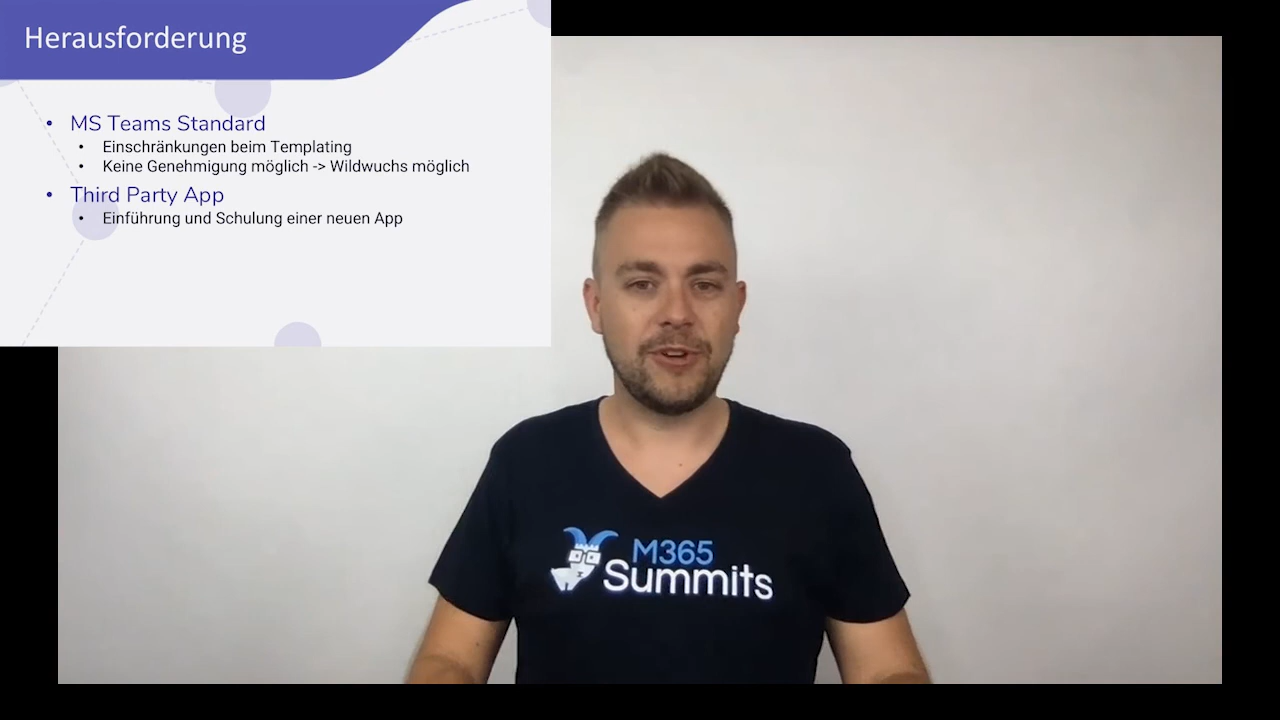 Herausforderung
• MS Teams Standard
• Einschränkungen beim Templating
• Keine Genehmigung möglich -> Wildwuchs möglich
• Third Party App
• Einführung und Schulung einer neuen App
M365
Summits